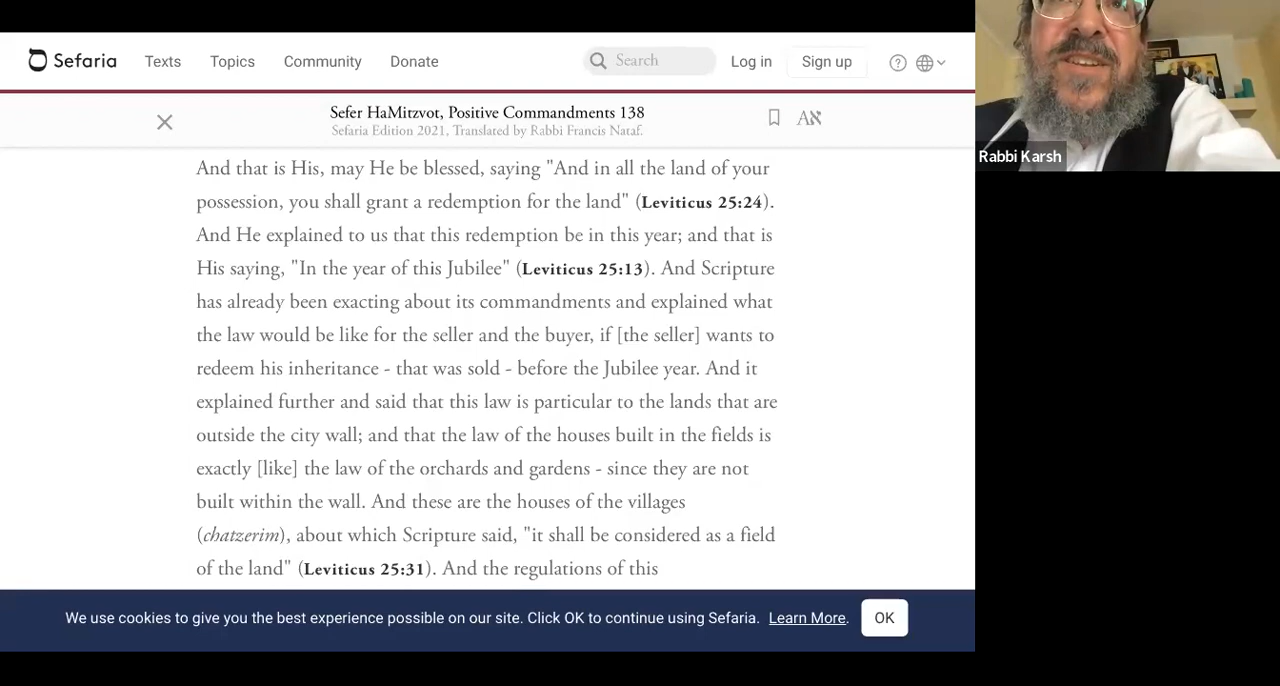 Sefaria Texts Topics Community Donate Search Log in Sign up
Sefer HaMitzvot, Positive Commandments 138
Sefaria Edition 2021, Translated by Rabbi Francis Nataf.
Aא
And that is His, may He be blessed, saying "And in all the land of your
possession, you shall grant a redemption for the land" (Leviticus 25:24).
And He explained to us that this redemption be in this year; and that is
His saying, "In the year of this Jubilee" (Leviticus 25:13). And Scripture
has already been exacting about its commandments and explained what
the law would be like for the seller and the buyer, if [the seller] wants to
redeem his inheritance - that was sold - before the Jubilee year. And it
explained further and said that this law is particular to the lands that are
outside the city wall; and that the law of the houses built in the fields is
exactly [like] the law of the orchards and gardens - since they are not
built within the wall. And these are the houses of the villages
(chatzerim), about which Scripture said, "it shall be considered as a field
of the land" (Leviticus 25:31). And the regulations of this
We use cookies to give you the best experience possible on our site. Click OK to continue using Sefaria. Learn More. OK
Rabbi Karsh